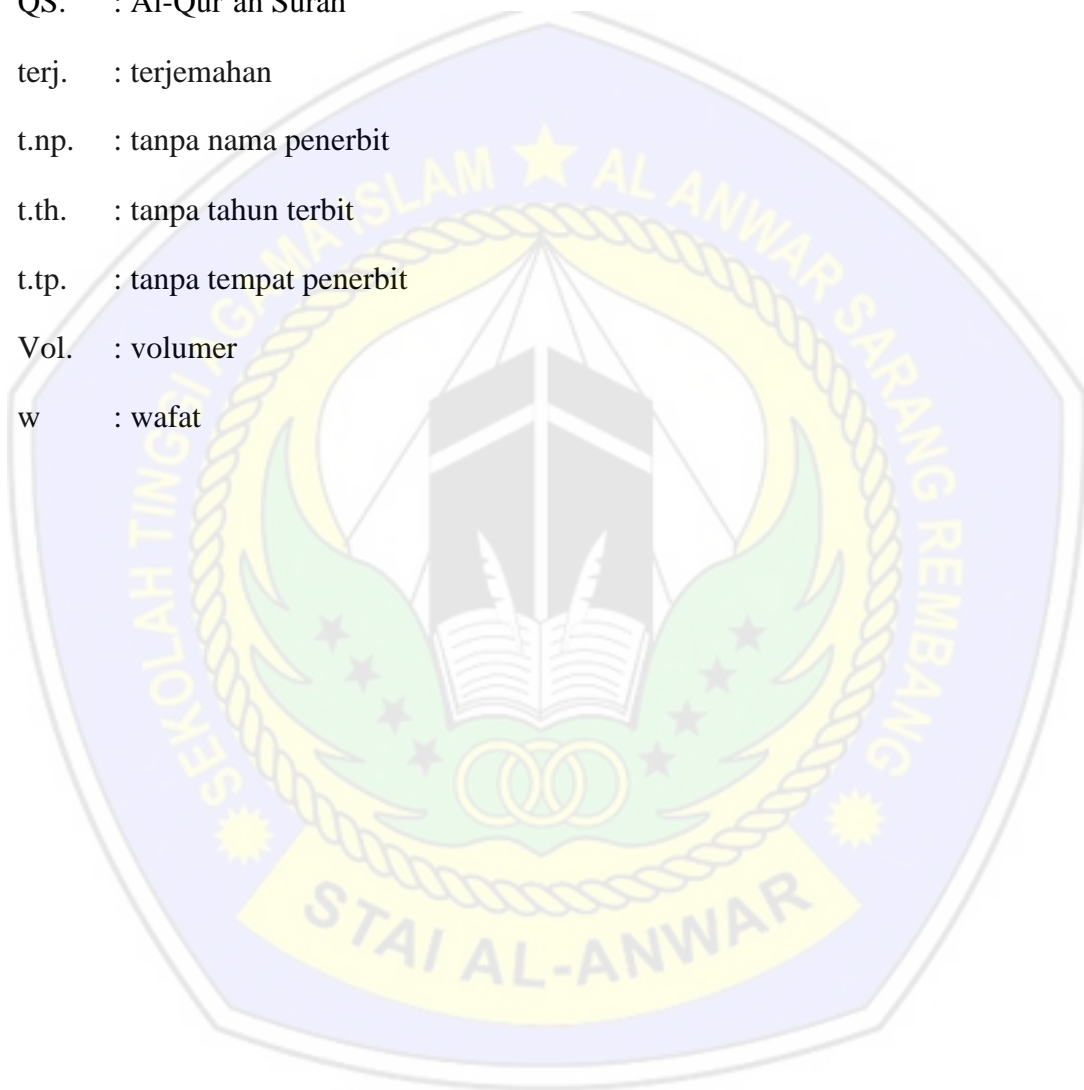 QS. : Al-Qur'an Surah
terj. : terjemahan
t.np. : tanpa nama penerbit
t.th. : tanpa tahun terbit
t.tp. : tanpa tempat penerbit
Vol. : volumer
w : wafat
SEKOLAH TINGGI AGAMA ISLAM ★ AL ANWAR SARANG REMBANG
STAI AL-ANWAR